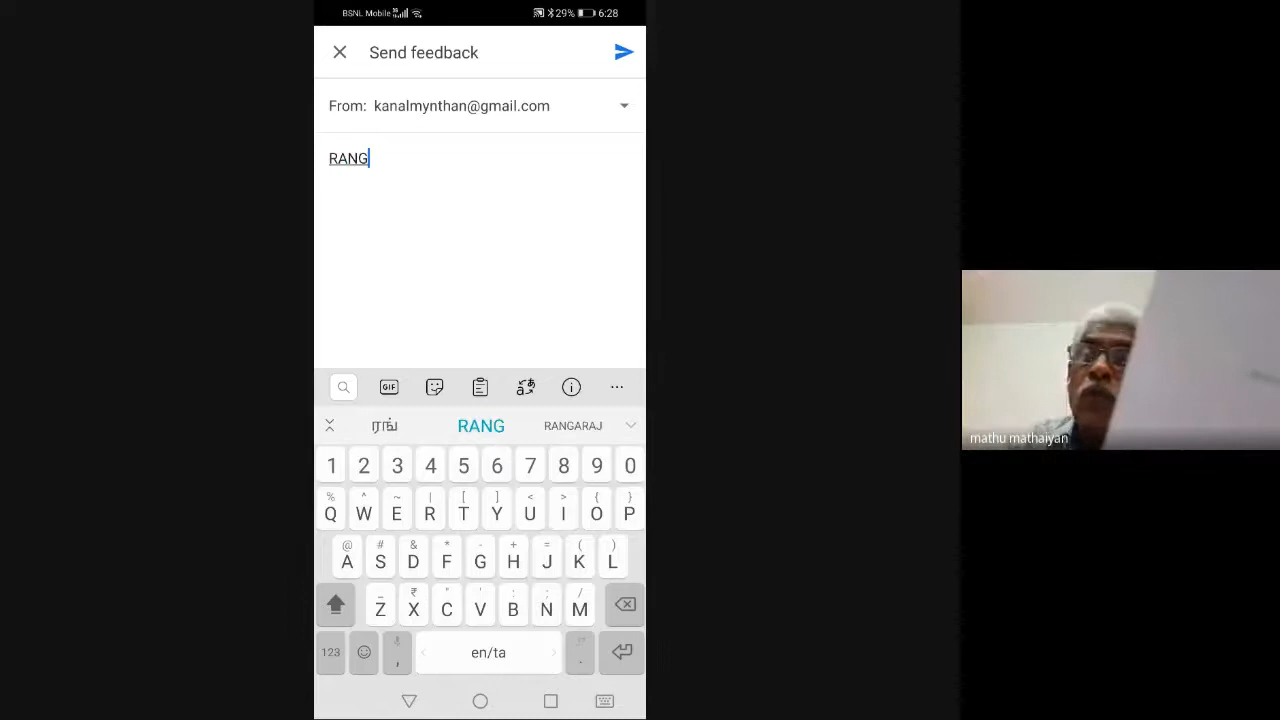 BSNL Mobile 29% 6:28
Send feedback
From: kanalmynthan@gmail.com
RANG
GIF
ரங் RANG RANGARAJ
1 2 3 4 5 6 7 8 9 0
% ^ ~ | [ ] < > { }
Q W E R T Y U I O P
@ # & * - + = ( )
A S D F G H J K L
_ ₹ " ' : ; /
Z X C V B N M
123 , en/ta .
mathu mathaiyan